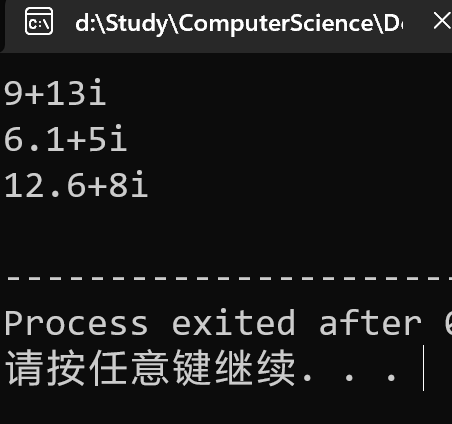 d:\Study\ComputerScience\D
9+13i
6.1+5i
12.6+8i
---------------------
Process exited after
请按任意键继续. . .